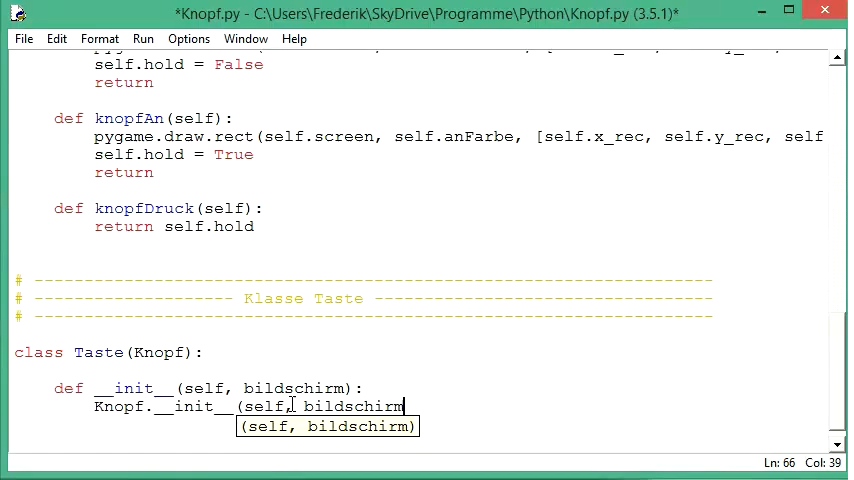 *Knopf.py - C:\Users\Frederik\SkyDrive\Programme\Python\Knopf.py (3.5.1)*
File Edit Format Run Options Window Help
self.hold = False
return
def knopfAn(self):
pygame.draw.rect(self.screen, self.anFarbe, [self.x_rec, self.y_rec, self
self.hold = True
return
def knopfDruck(self):
return self.hold
# --------------------------------------------------------------------
# -------------------- Klasse Taste ----------------------------------
# --------------------------------------------------------------------
class Taste(Knopf):
def __init__(self, bildschirm):
Knopf.__init__(self, bildschirm
(self, bildschirm)
Ln: 66 Col: 39